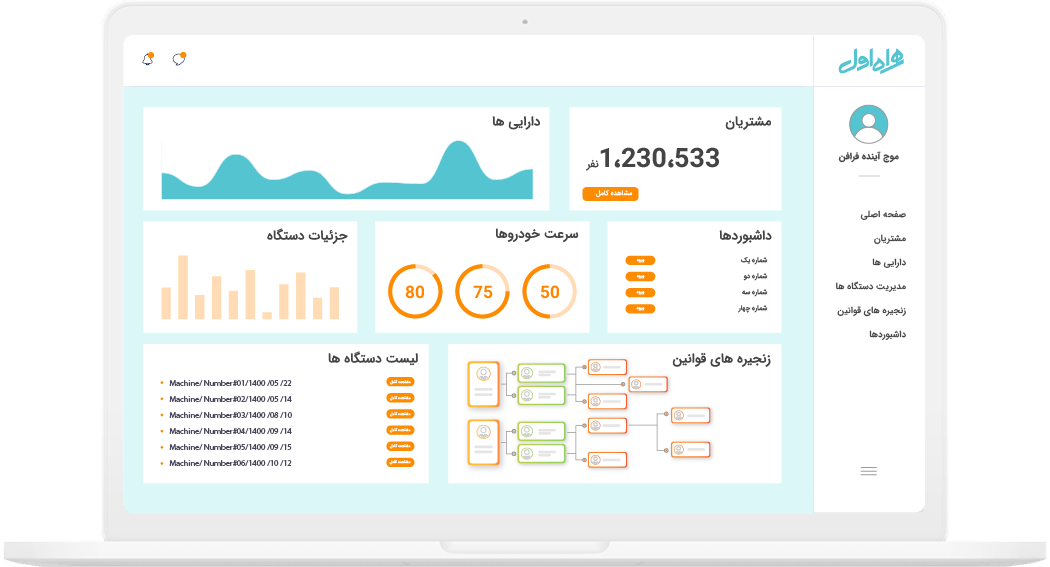 همراه اول
موج آینده فرافن
صفحه اصلی
مشتریان
دارایی ها
مدیریت دستگاه ها
زنجیره های قوانین
داشبوردها
مشتریان
1،230،533 نفر
مشاهده کامل
دارایی ها
داشبوردها
شماره یک
ورود
شماره دو
ورود
شماره سه
ورود
شماره چهار
ورود
سرعت خودروها
50
75
80
جزئیات دستگاه
زنجیره های قوانین
لیست دستگاه ها
Machine/ Number#01/1400 /05 /22
مشاهده کامل
Machine/ Number#02/1400 /05 /14
مشاهده کامل
Machine/ Number#03/1400 /08 /10
مشاهده کامل
Machine/ Number#04/1400 /09 /14
مشاهده کامل
Machine/ Number#05/1400 /09 /15
مشاهده کامل
Machine/ Number#06/1400 /10 /12
مشاهده کامل